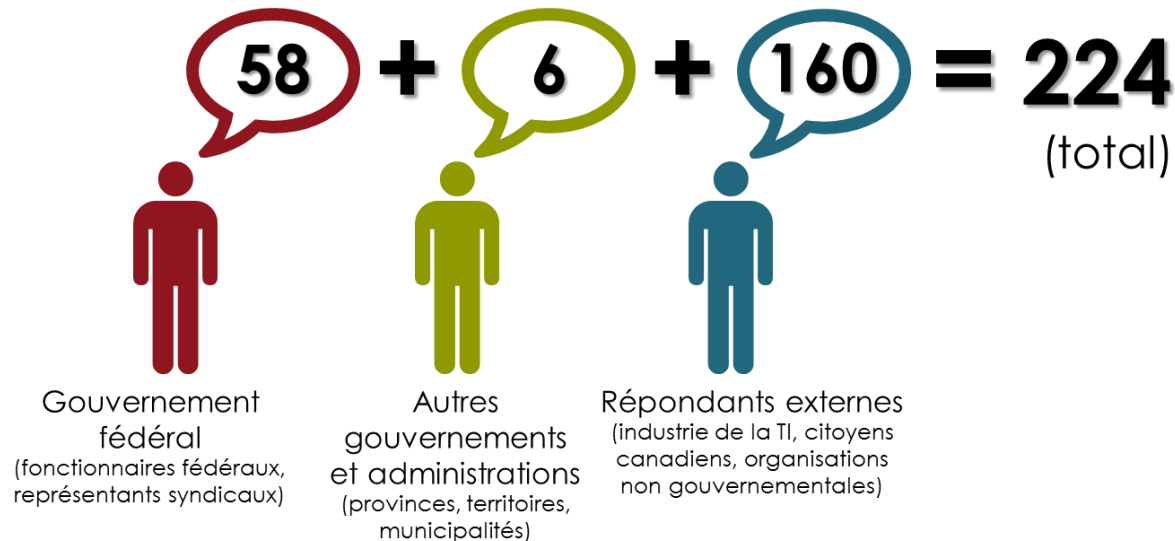 58 + 6 + 160 = 224
(total)
Gouvernement
fédéral
(fonctionnaires fédéraux,
représentants syndicaux)
Autres
gouvernements
et administrations
(provinces, territoires,
municipalités)
Répondants externes
(industrie de la TI, citoyens
canadiens, organisations
non gouvernementales)